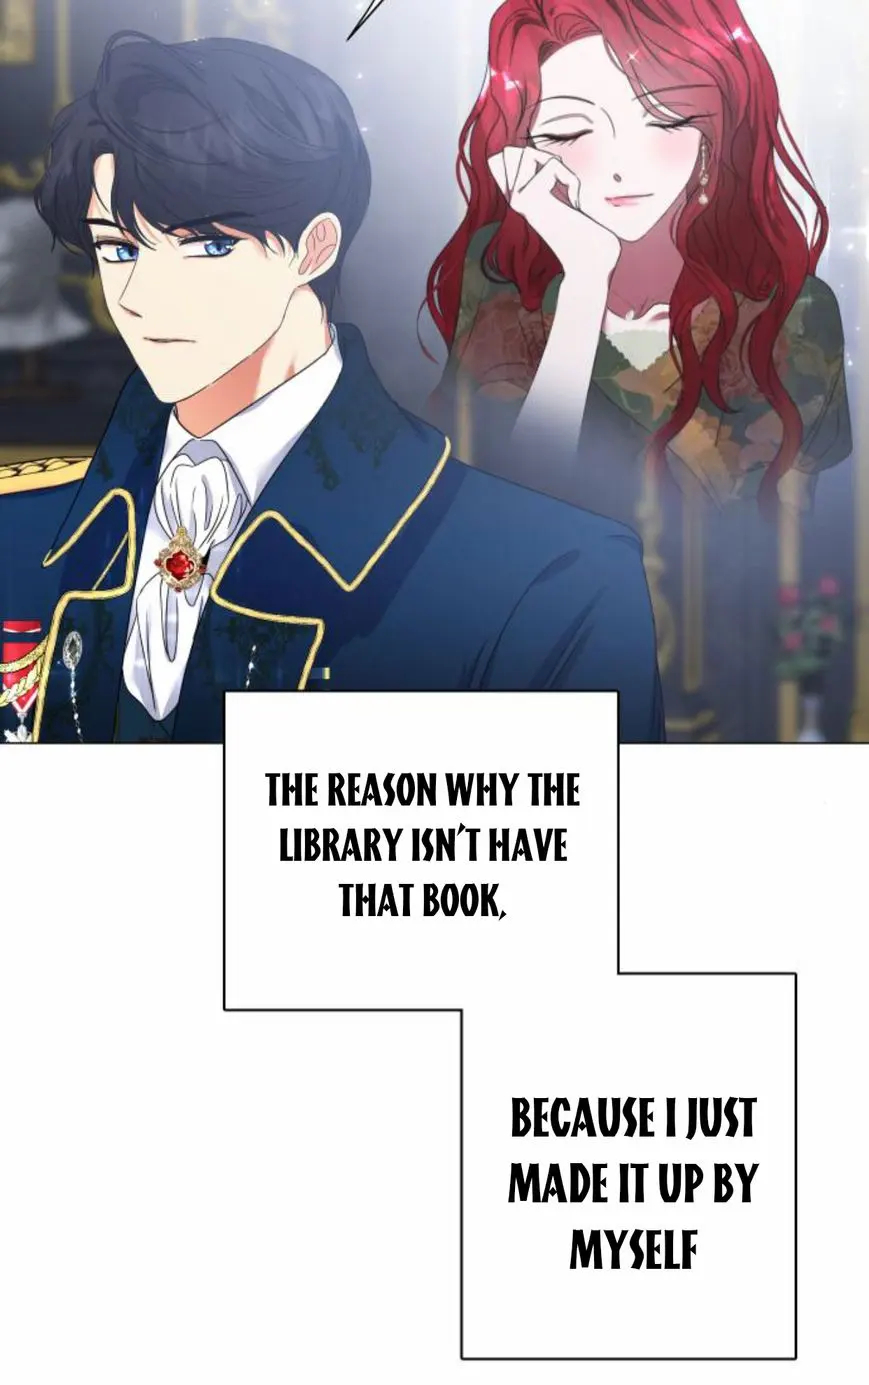 THE REASON WHY THE
LIBRARY ISN'T HAVE
THAT BOOK,
BECAUSE I JUST
MADE IT UP BY
MYSELF